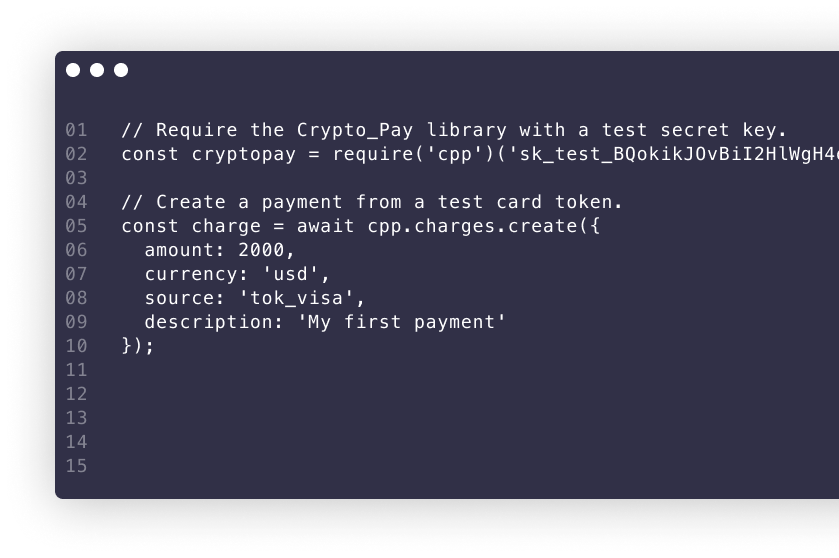 01 // Require the Crypto_Pay library with a test secret key.
02 const cryptopay = require('cpp')('sk_test_BQokikJOvBiI2HlWgH4
03
04 // Create a payment from a test card token.
05 const charge = await cpp.charges.create({
06 amount: 2000,
07 currency: 'usd',
08 source: 'tok_visa',
09 description: 'My first payment'
10 });
11
12
13
14
15